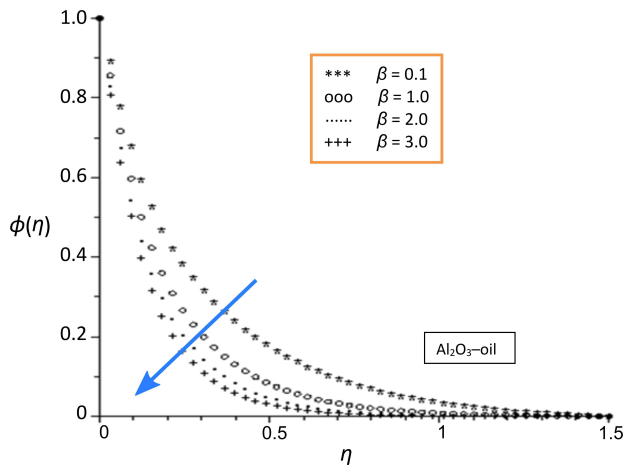 1.0
0.8
0.6
0.4
0.2
0
ϕ(η)
*** β = 0.1
ooo β = 1.0
...... β = 2.0
+++ β = 3.0
Al₂O₃–oil
0 0.5 1 1.5
η